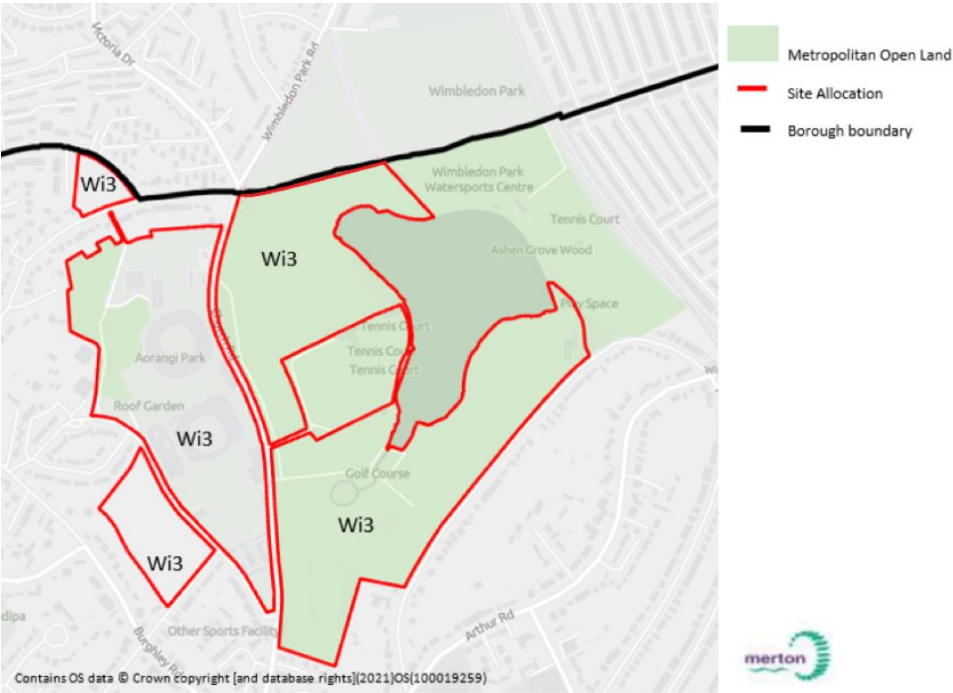 Victoria Dr
Wimbledon Park Rd
Wimbledon Park
Wimbledon Park
Watersports Centre
Wi3
Tennis Court
Wi3
Ashen Grove Wood
Play Space
Tennis Court
Tennis Court
Tennis Court
Aorangi Park
Roof Garden
Wi3
Golf Course
Wi3
Wi3
Other Sports Facility
Arthur Rd
Burghley Rd
Contains OS data © Crown copyright [and database rights](2021)OS(100019259)
Metropolitan Open Land
Site Allocation
Borough boundary
merton